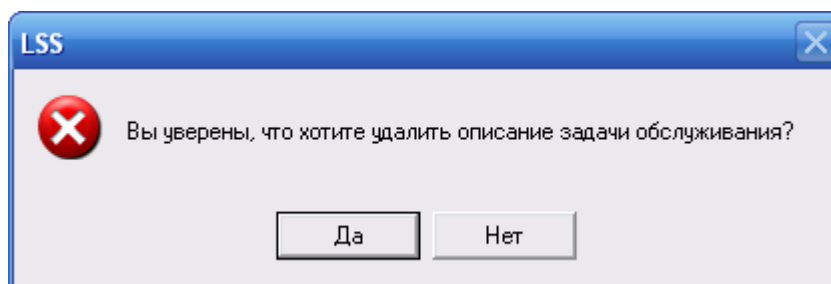 LSS
Вы уверены, что хотите удалить описание задачи обслуживания?
Да
Нет